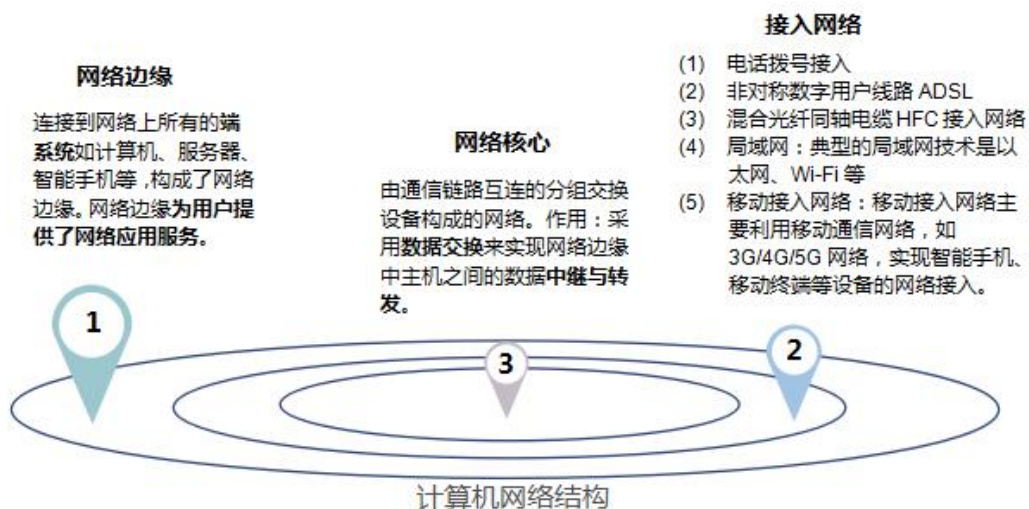 网络边缘
连接到网络上所有的端
系统如计算机、服务器、
智能手机等,构成了网络
边缘。网络边缘为用户提
供了网络应用服务。
网络核心
由通信链路互连的分组交换
设备构成的网络。作用：采
用数据交换来实现网络边缘
中主机之间的数据中继与转
发。
接入网络
(1) 电话拨号接入
(2) 非对称数字用户线路 ADSL
(3) 混合光纤同轴电缆 HFC 接入网络
(4) 局域网：典型的局域网技术是以
太网、Wi-Fi 等
(5) 移动接入网络：移动接入网络主
要利用移动通信网络，如
3G/4G/5G 网络，实现智能手机、
移动终端等设备的网络接入。
1
3
2
计算机网络结构